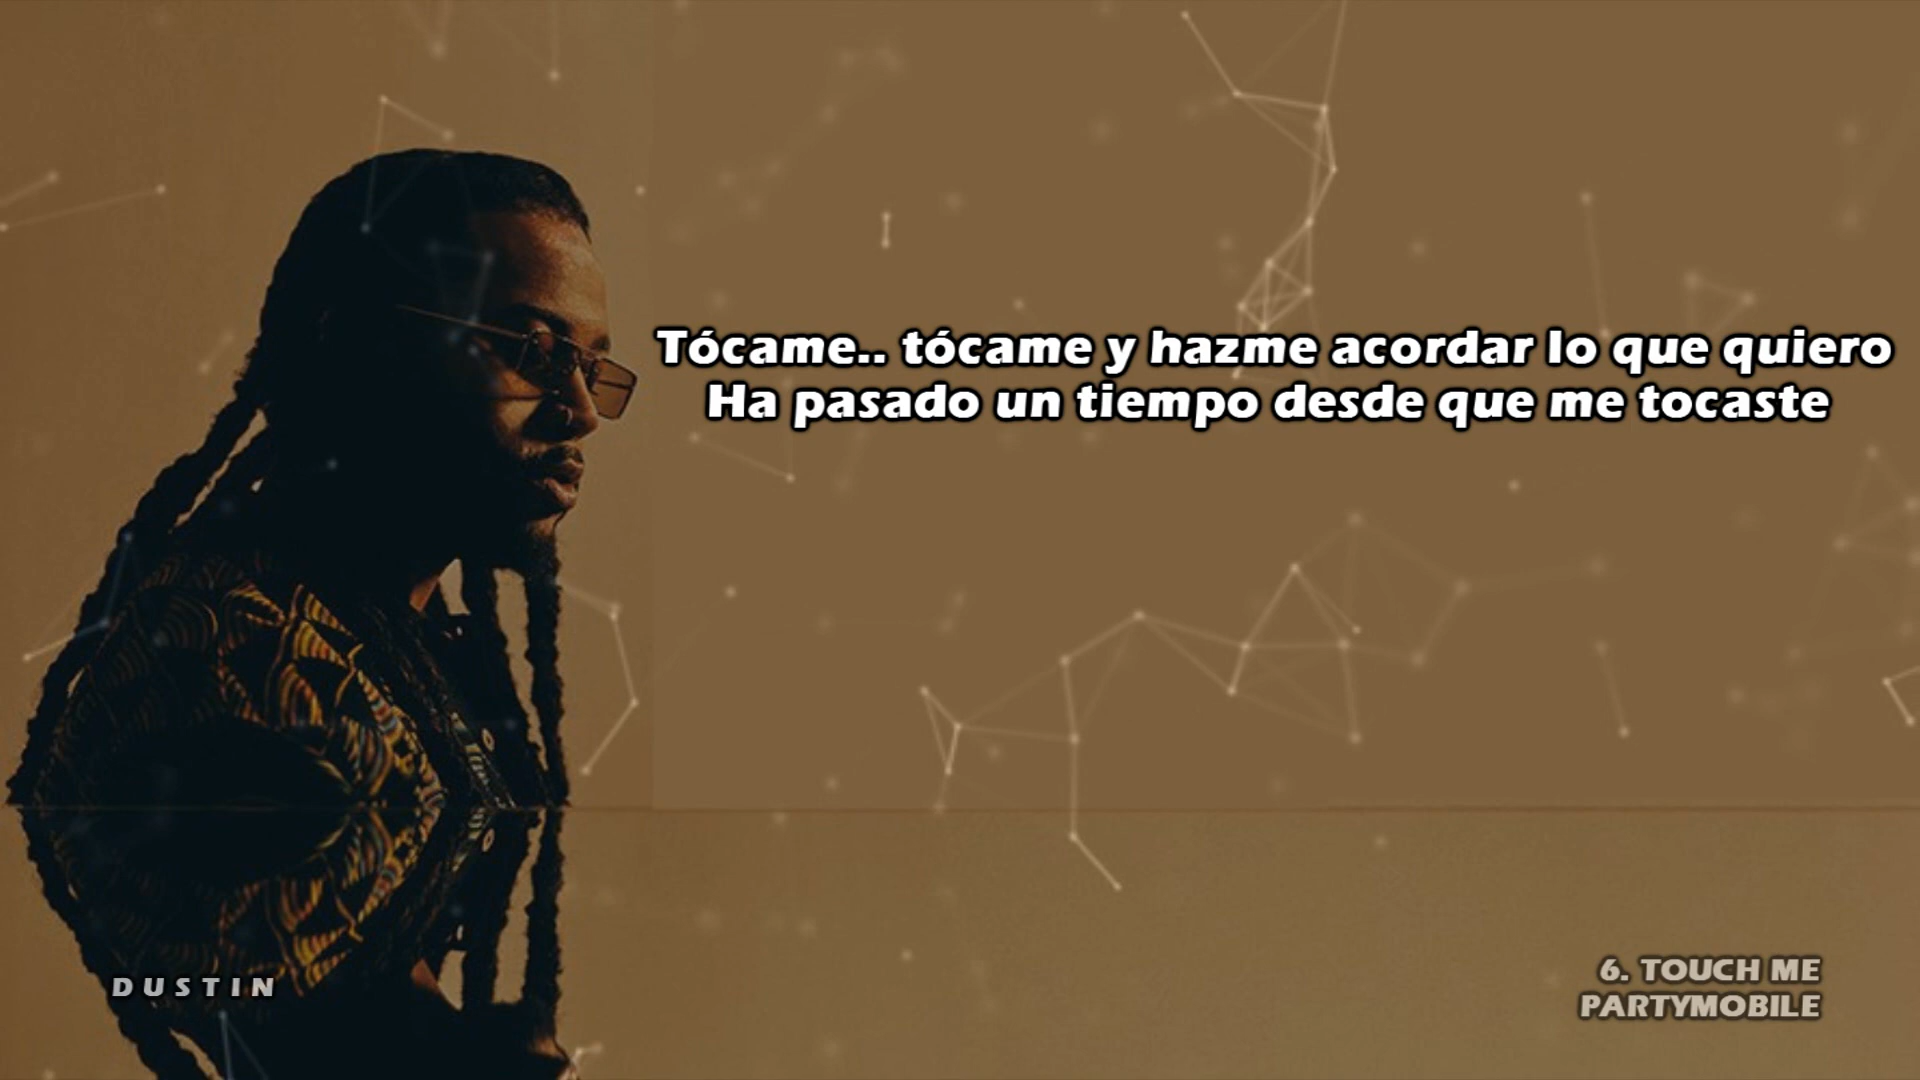 Tócame.. tócame y hazme acordar lo que quiero
Ha pasado un tiempo desde que me tocaste
DUSTIN
6. TOUCH ME
PARTYMOBILE